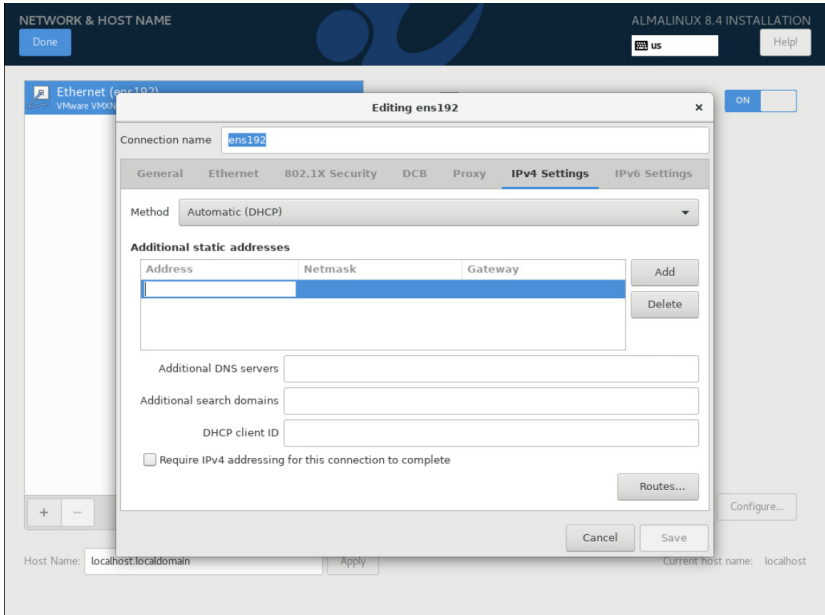 NETWORK & HOST NAME
ALMALINUX 8.4 INSTALLATION
Done
us
Help!
Ethernet (ens192)
VMware VMXN
ON
Editing ens192
Connection name ens192
General Ethernet 802.1X Security DCB Proxy IPv4 Settings IPv6 Settings
Method Automatic (DHCP)
Additional static addresses
Address Netmask Gateway
Add
Delete
Additional DNS servers
Additional search domains
DHCP client ID
Require IPv4 addressing for this connection to complete
Routes...
+ − Configure...
Cancel Save
Host Name: localhost.localdomain Apply Current host name: localhost